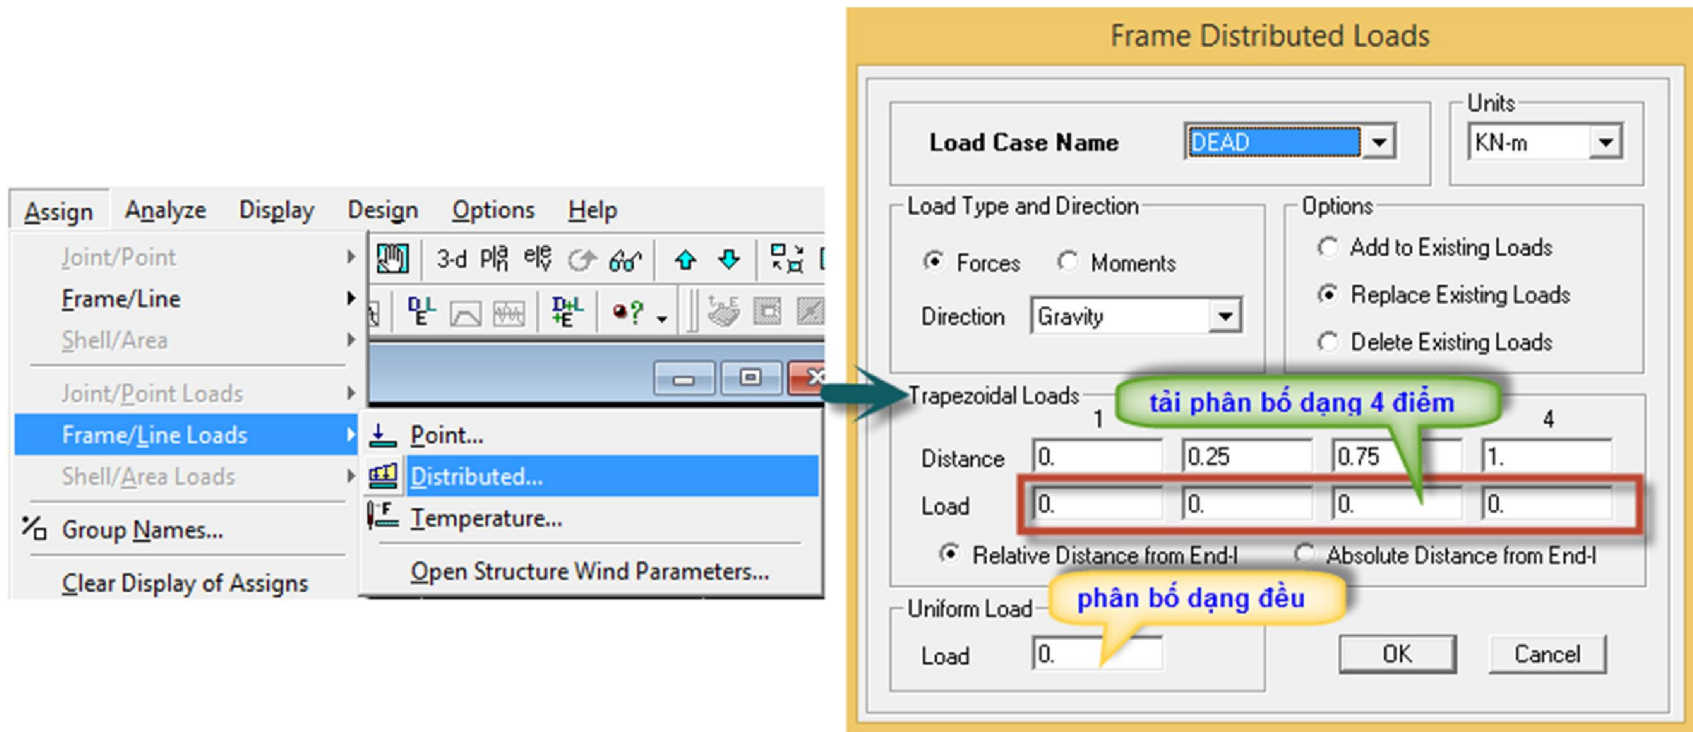 Assign Analyze Display Design Options Help
Joint/Point
Frame/Line
Shell/Area
Joint/Point Loads
Frame/Line Loads
Shell/Area Loads
Group Names...
Clear Display of Assigns
3-d
Point...
Distributed...
Temperature...
Open Structure Wind Parameters...
Frame Distributed Loads
Load Case Name DEAD
Units
KN-m
Load Type and Direction
Forces Moments
Direction Gravity
Options
Add to Existing Loads
Replace Existing Loads
Delete Existing Loads
Trapezoidal Loads
tải phân bố dạng 4 điểm
1 4
Distance 0. 0.25 0.75 1.
Load 0. 0. 0. 0.
Relative Distance from End-I Absolute Distance from End-I
phân bố dạng đều
Uniform Load
Load 0.
OK Cancel